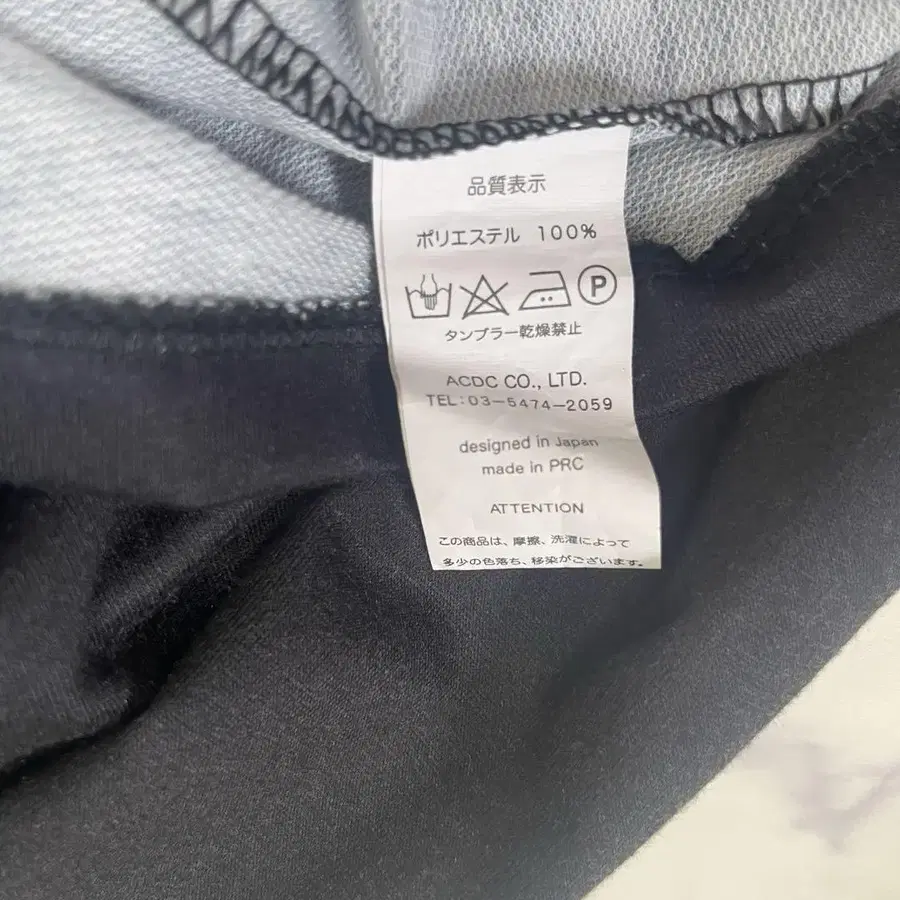 品質表示
ポリエステル 100%
P
タンブラー乾燥禁止
ACDC CO., LTD.
TEL:03-5474-2059
designed in Japan
made in PRC
ATTENTION
この商品は、摩擦、洗濯によって
多少の色落ち、移染がございます。